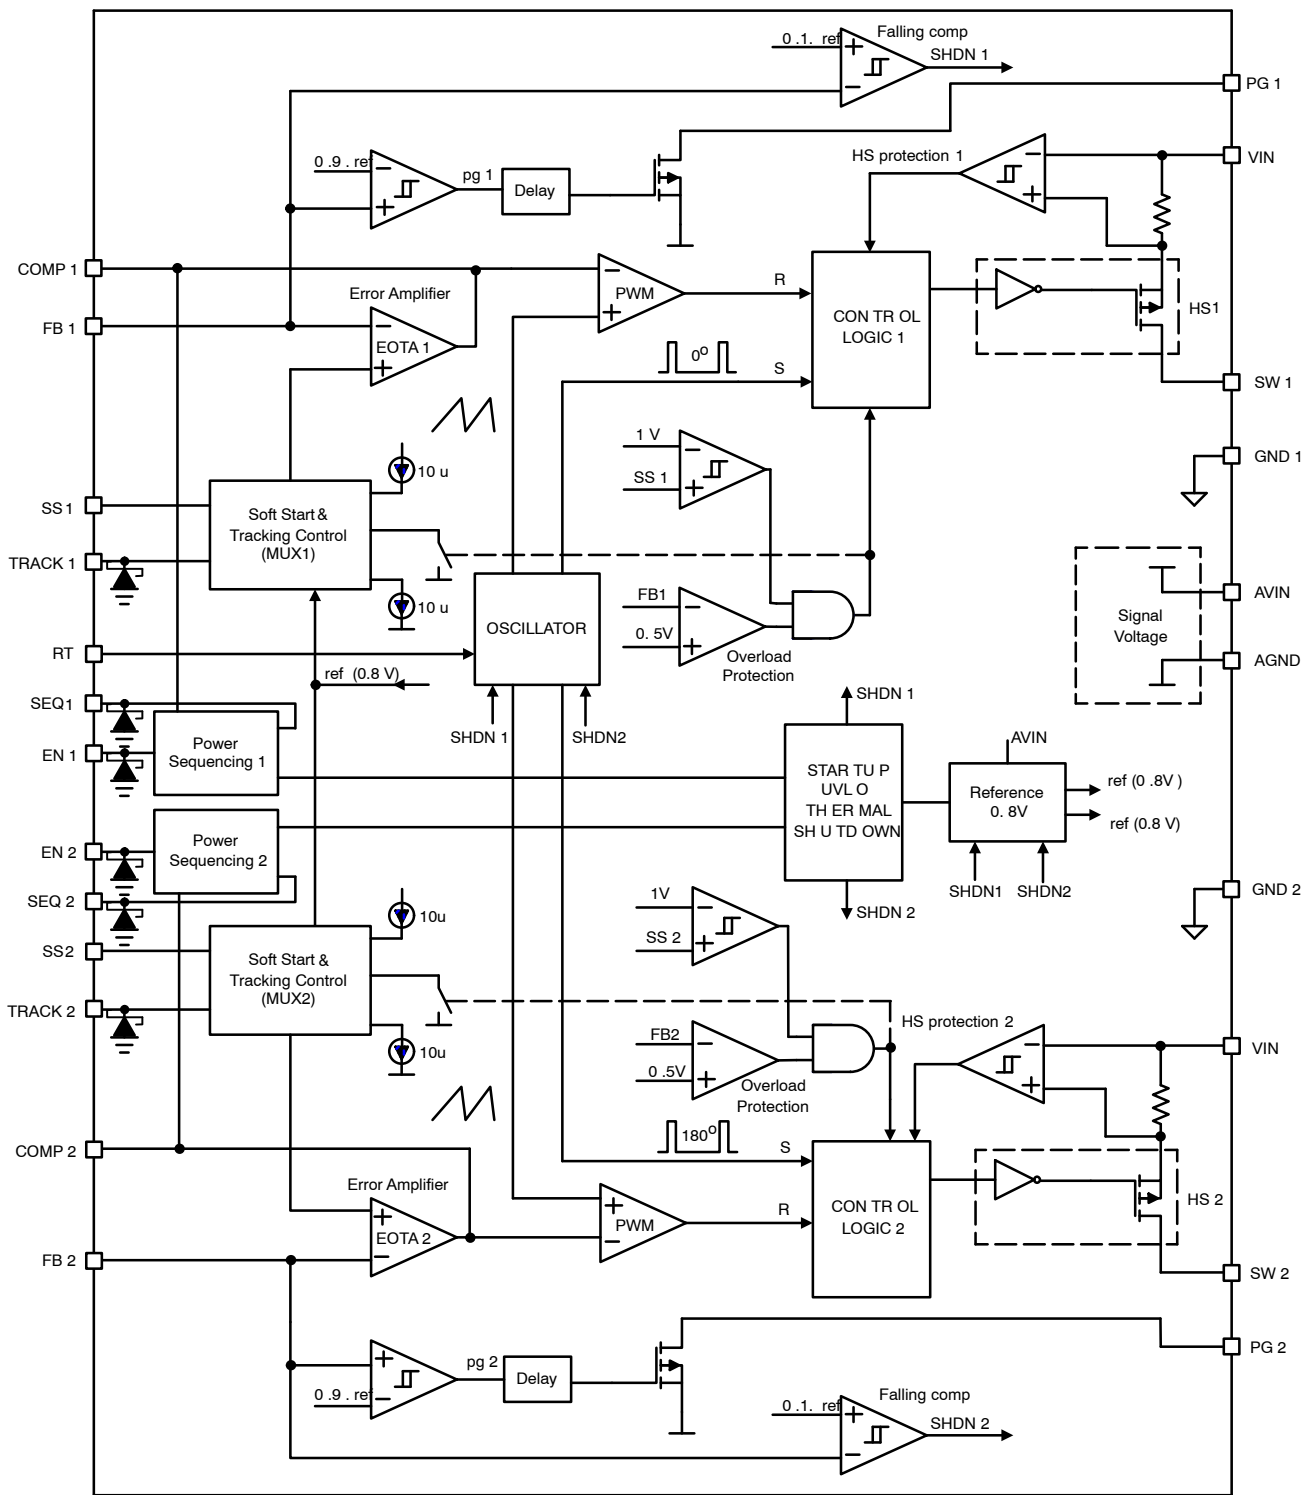 Falling comp
0 .1. ref
SHDN 1
PG 1
0 .9 . ref
pg 1
Delay
HS protection 1
VIN
COMP 1
Error Amplifier
PWM
R
CON TR OL
LOGIC 1
HS1
FB 1
EOTA 1
0o
S
SW 1
1 V
SS 1
10 u
GND 1
SS 1
Soft Start &
Tracking Control
(MUX1)
TRACK 1
10 u
FB1
0. 5V
Overload
Protection
OSCILLATOR
Signal
Voltage
AVIN
AGND
RT
ref (0.8 V)
SEQ1
SHDN 1
SHDN2
SHDN 1
EN 1
Power
Sequencing 1
STAR TU P
UVL O
TH ER MAL
SH U TD OWN
AVIN
Reference
0. 8V
ref (0 .8V )
ref (0.8 V)
EN 2
Power
Sequencing 2
SHDN1
SHDN2
SEQ 2
SHDN 2
GND 2
1V
SS 2
10u
SS2
Soft Start &
Tracking Control
(MUX2)
TRACK 2
10u
FB2
0 .5V
Overload
Protection
HS protection 2
VIN
180o
S
COMP 2
Error Amplifier
EOTA 2
PWM
R
CON TR OL
LOGIC 2
HS 2
FB 2
SW 2
PG 2
pg 2
Delay
0 .9 . ref
Falling comp
0 .1. ref
SHDN 2